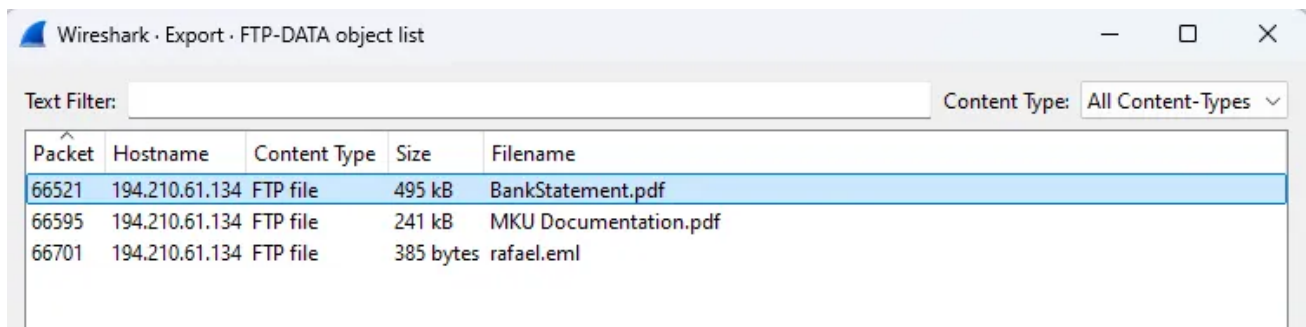 Wireshark · Export · FTP-DATA object list
Text Filter: Content Type: All Content-Types
Packet Hostname Content Type Size Filename
66521 194.210.61.134 FTP file 495 kB BankStatement.pdf
66595 194.210.61.134 FTP file 241 kB MKU Documentation.pdf
66701 194.210.61.134 FTP file 385 bytes rafael.eml